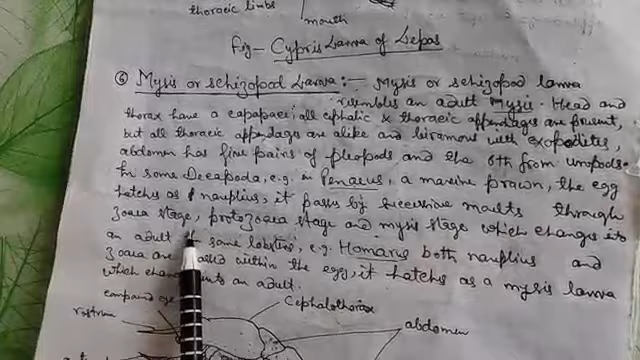 thoracic limbs
mouth
Fig- Cypris Larva of Lepas
⑥ Mysis or schizopod Larva:- Mysis or schizopod larva
resembles an adult Mysis. Head and
thorax have a capapace; all cephalic & thoracic appendages are present,
but all thoracic appendages are alike and biramous with exopodites,
abdomen has five pairs of pleopods and the 6th from uropods.
In some Decapoda, e.g. in Penaeus, a marine prawn, the egg
hatches as nauplius; it passes by successive moults through
Zoaea stage, protozoaea stage and mysis stage which changes into
an adult some lobsters, e.g. Homarus both nauplius and
Zoaea are within the egg, it hatches as a mysis larva
which into an adult.
compound eye
Cephalothorax
rostrum
abdomen